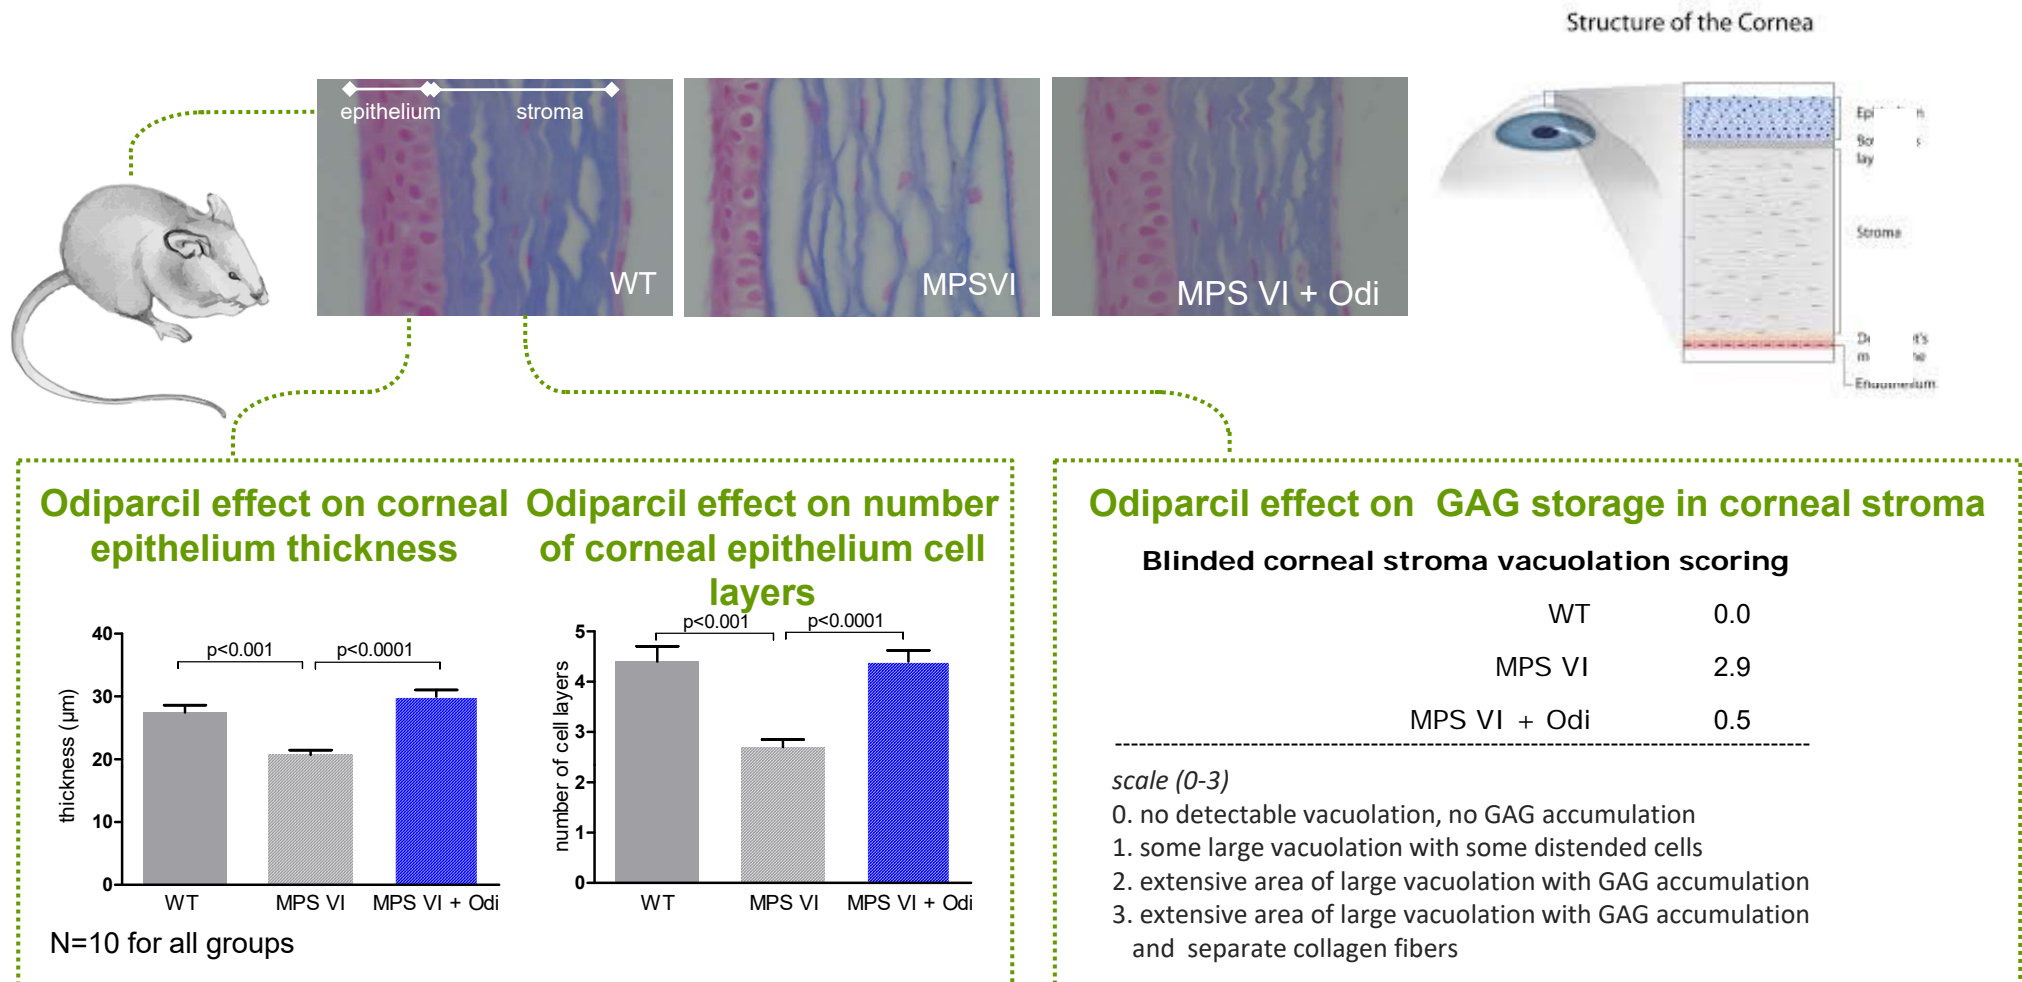 Structure of the Cornea
epithelium
stroma
WT
MPSVI
MPS VI + Odi
Stroma
Odiparcil effect on corneal
epithelium thickness
Odiparcil effect on number
of corneal epithelium cell
layers
thickness (µm)
40
30
20
10
0
p<0.001
p<0.0001
WT
MPS VI
MPS VI + Odi
N=10 for all groups
number of cell layers
5
4
3
2
1
0
p<0.001
p<0.0001
WT
MPS VI
MPS VI + Odi
Odiparcil effect on GAG storage in corneal stroma
Blinded corneal stroma vacuolation scoring
WT 0.0
MPS VI 2.9
MPS VI + Odi 0.5
scale (0-3)
0. no detectable vacuolation, no GAG accumulation
1. some large vacuolation with some distended cells
2. extensive area of large vacuolation with GAG accumulation
3. extensive area of large vacuolation with GAG accumulation
and separate collagen fibers